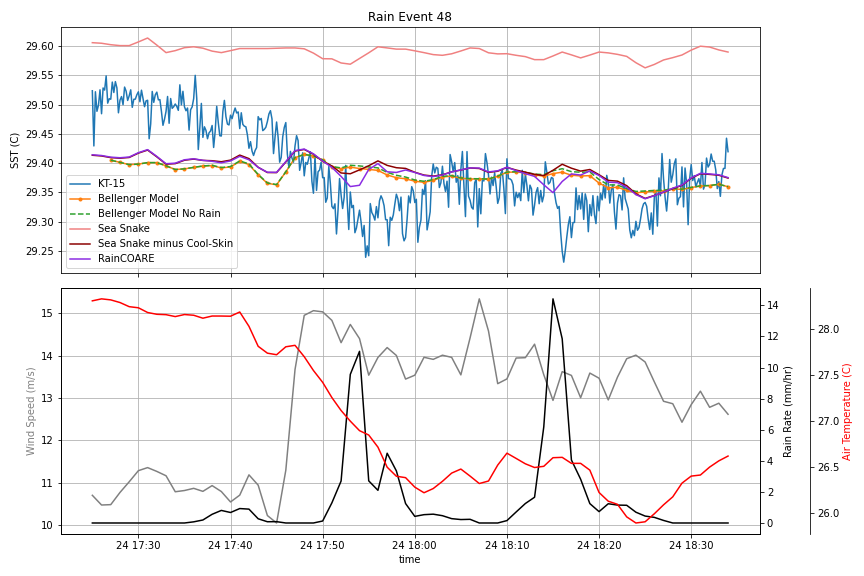 Rain Event 48
29.60
29.55
29.50
29.45
29.40
29.35
29.30
29.25
SST (C)
KT-15
Bellenger Model
Bellenger Model No Rain
Sea Snake
Sea Snake minus Cool-Skin
RainCOARE
15
14
13
12
11
10
Wind Speed (m/s)
14
12
10
8
6
4
2
0
Rain Rate (mm/hr)
28.0
27.5
27.0
26.5
26.0
Air Temperature (C)
24 17:30
24 17:40
24 17:50
24 18:00
24 18:10
24 18:20
24 18:30
time